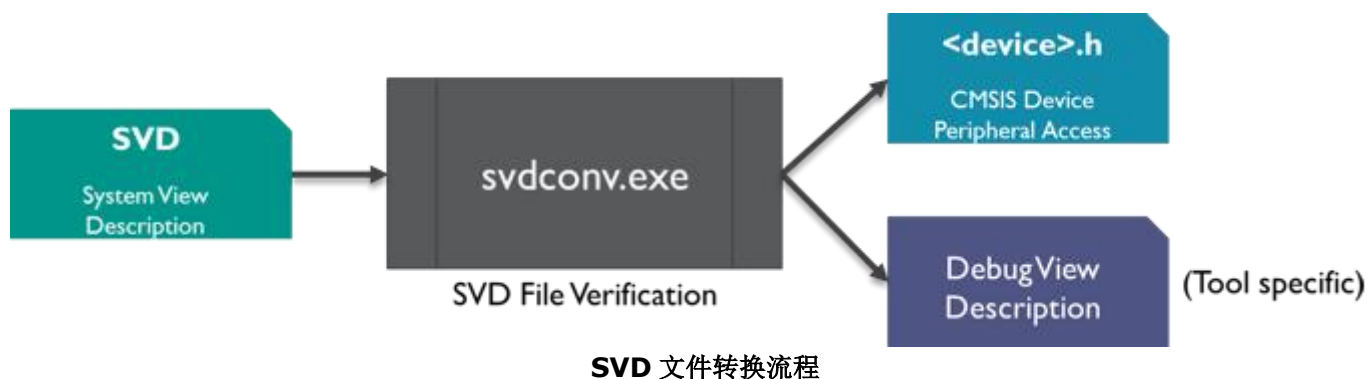 SVD
System View
Description
svdconv.exe
SVD File Verification
<device>.h
CMSIS Device
Peripheral Access
Debug View
Description
(Tool specific)
SVD 文件转换流程